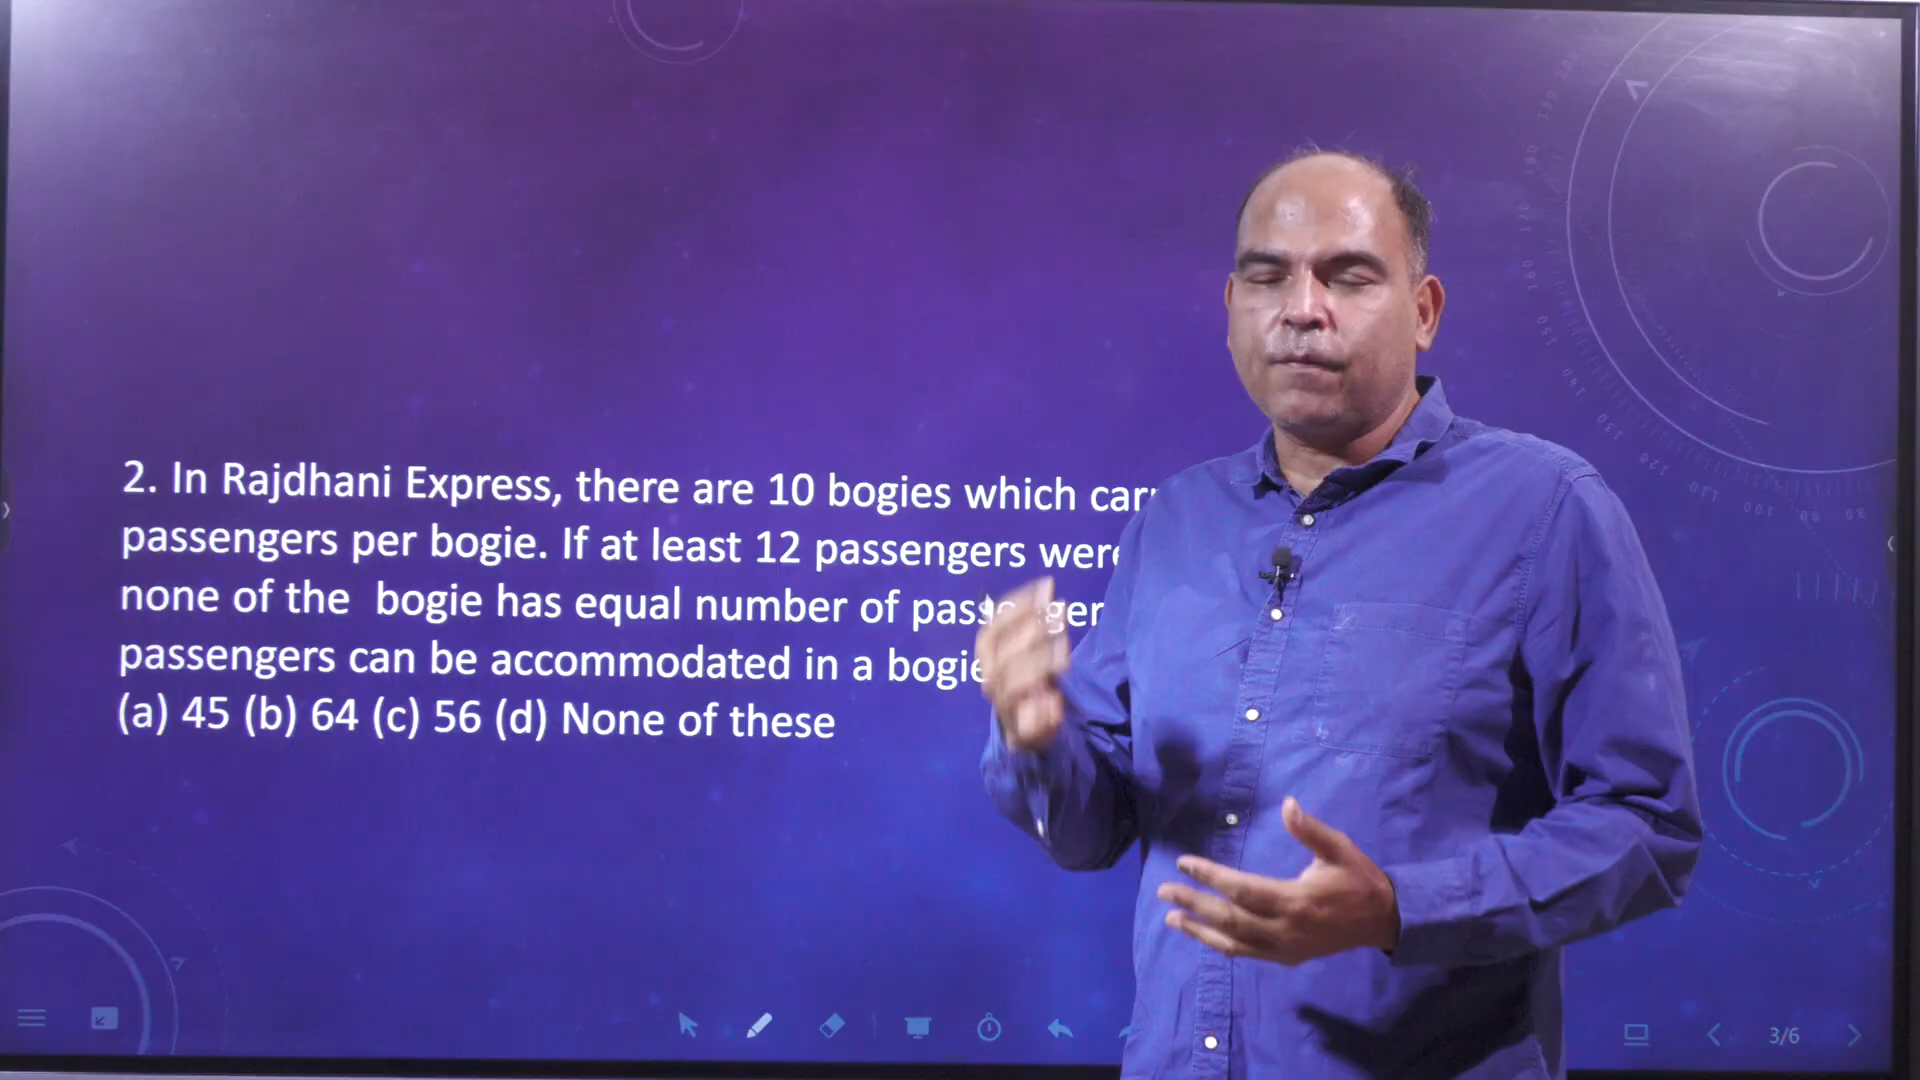 2. In Rajdhani Express, there are 10 bogies which
passengers per bogie. If at least 12 passengers
none of the bogie has equal number of
passengers can be accommodated in a
(a) 45 (b) 64 (c) 56 (d) None of these
3/6